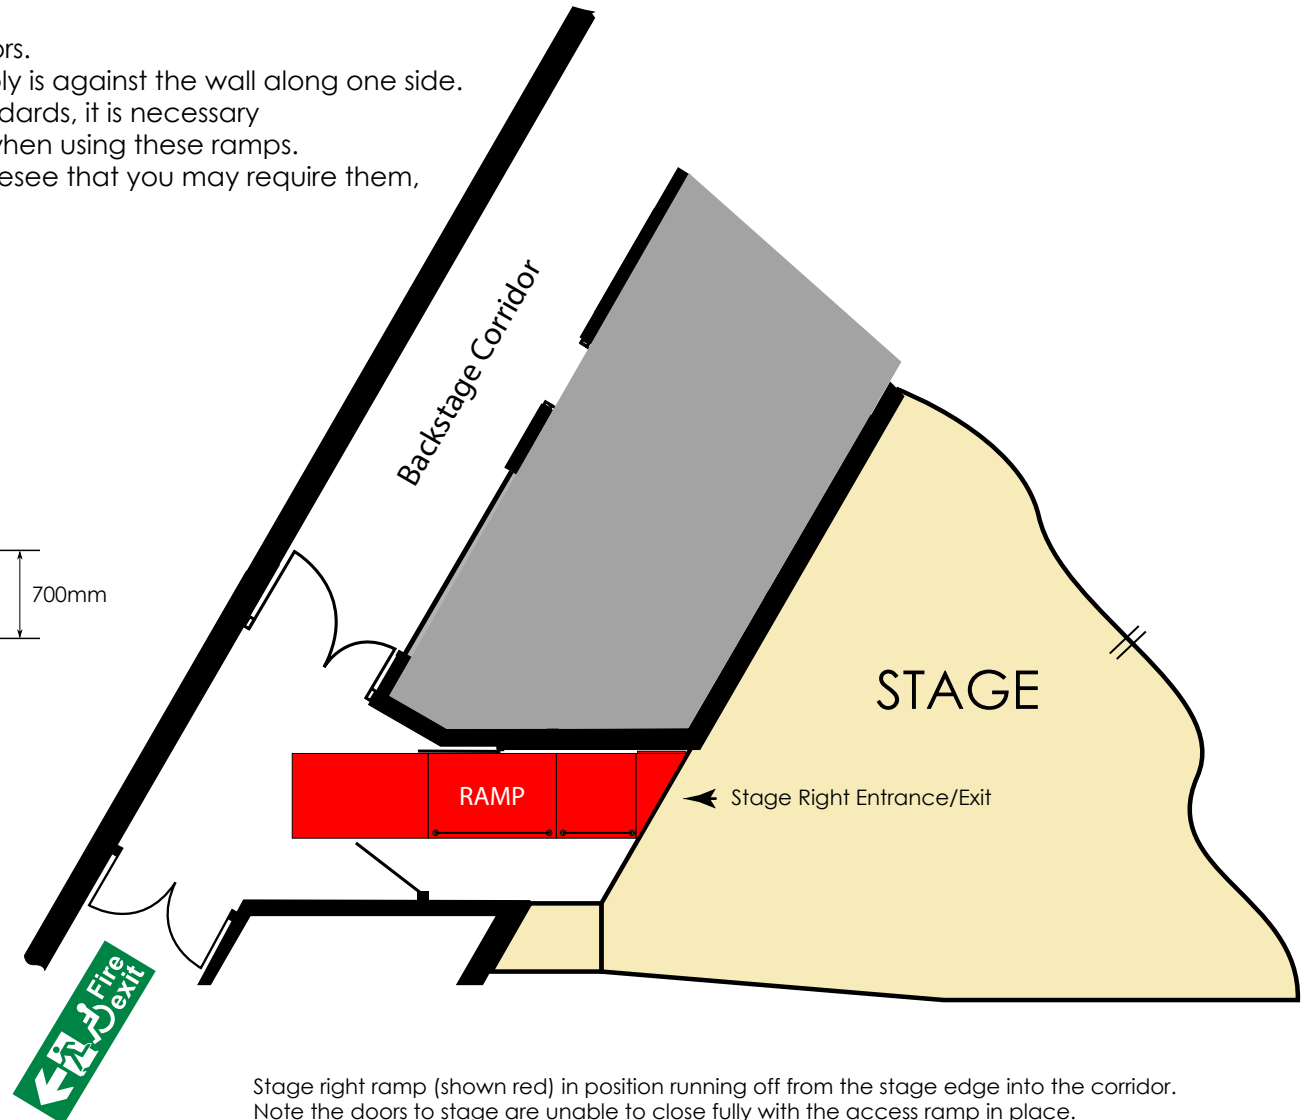 ors.
ply is against the wall along one side.
dards, it is necessary
when using these ramps.
esee that you may require them,
Backstage Corridor
700mm
STAGE
RAMP
Stage Right Entrance/Exit
Fire
exit
Stage right ramp (shown red) in position running off from the stage edge into the corridor.
Note the doors to stage are unable to close fully with the access ramp in place.